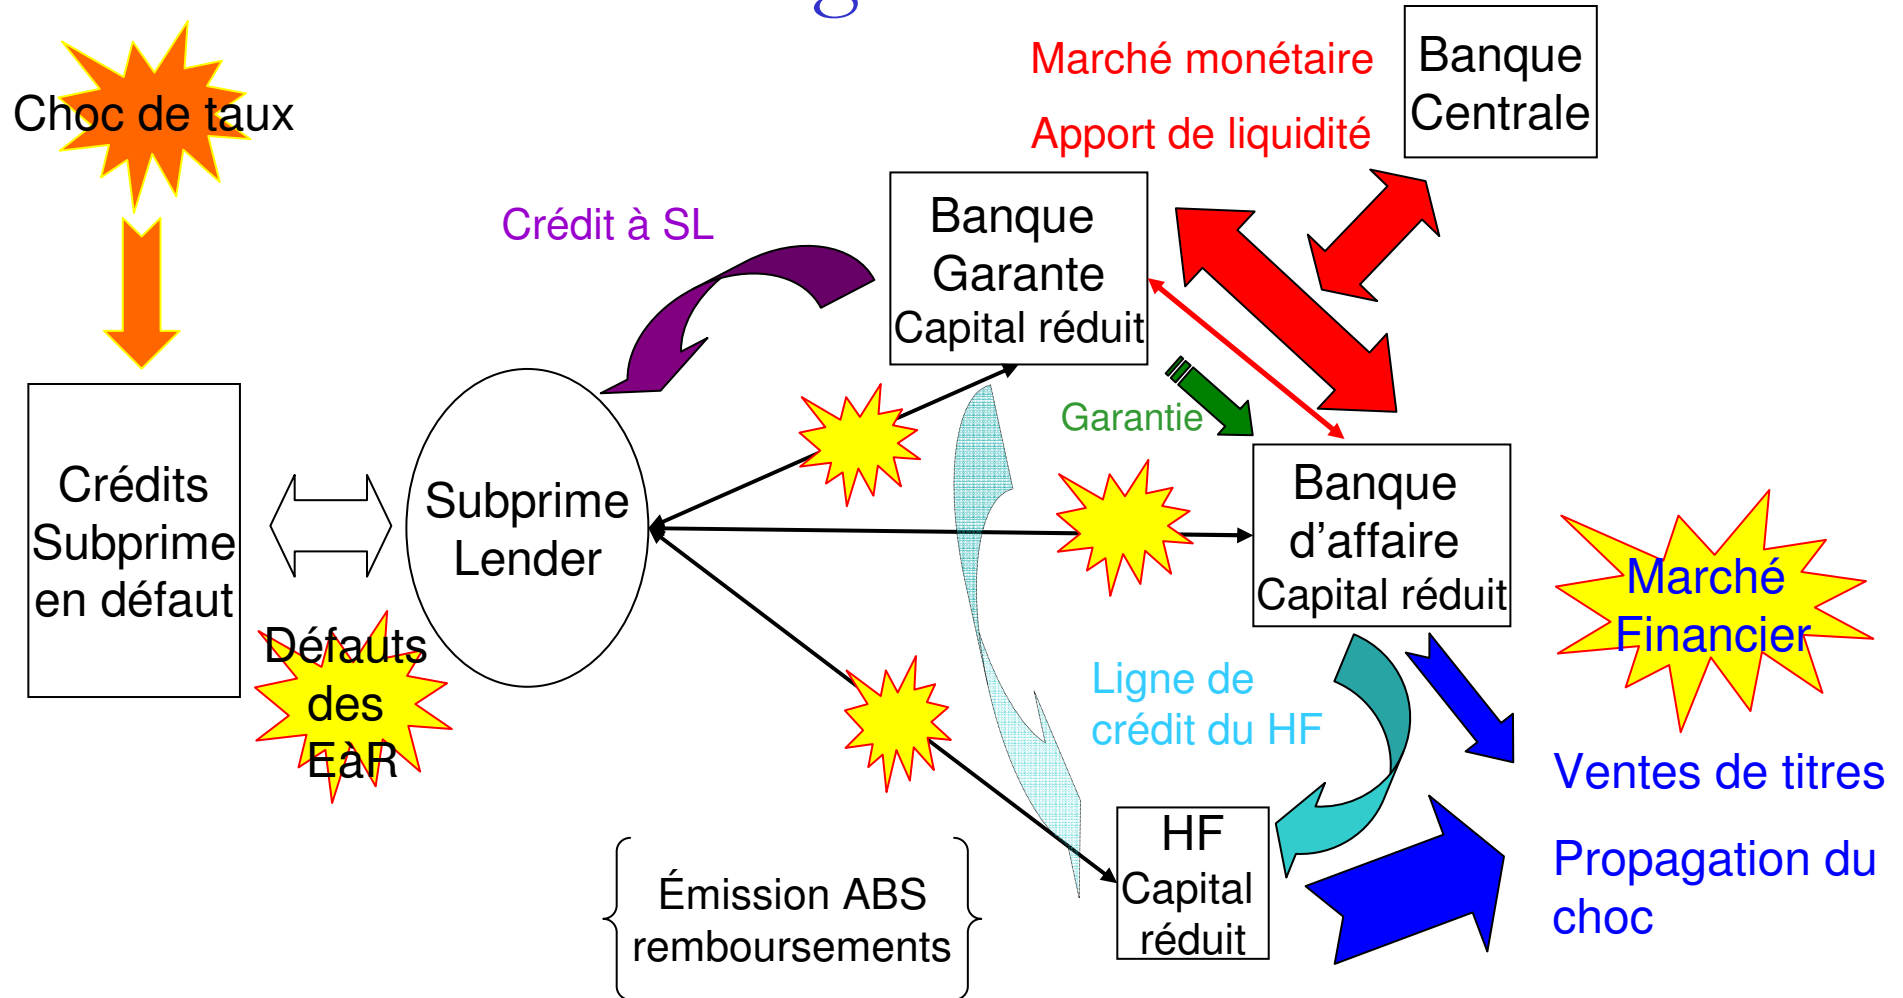 Choc de taux
Marché monétaire
Apport de liquidité
Banque
Centrale
Crédit à SL
Banque
Garante
Capital réduit
Garantie
Crédits
Subprime
en défaut
Subprime
Lender
Banque
d'affaire
Capital réduit
Marché
Financier
Défauts
des
EàR
Ligne de
crédit du HF
Ventes de titres
Propagation du
choc
HF
Capital
réduit
Émission ABS
remboursements